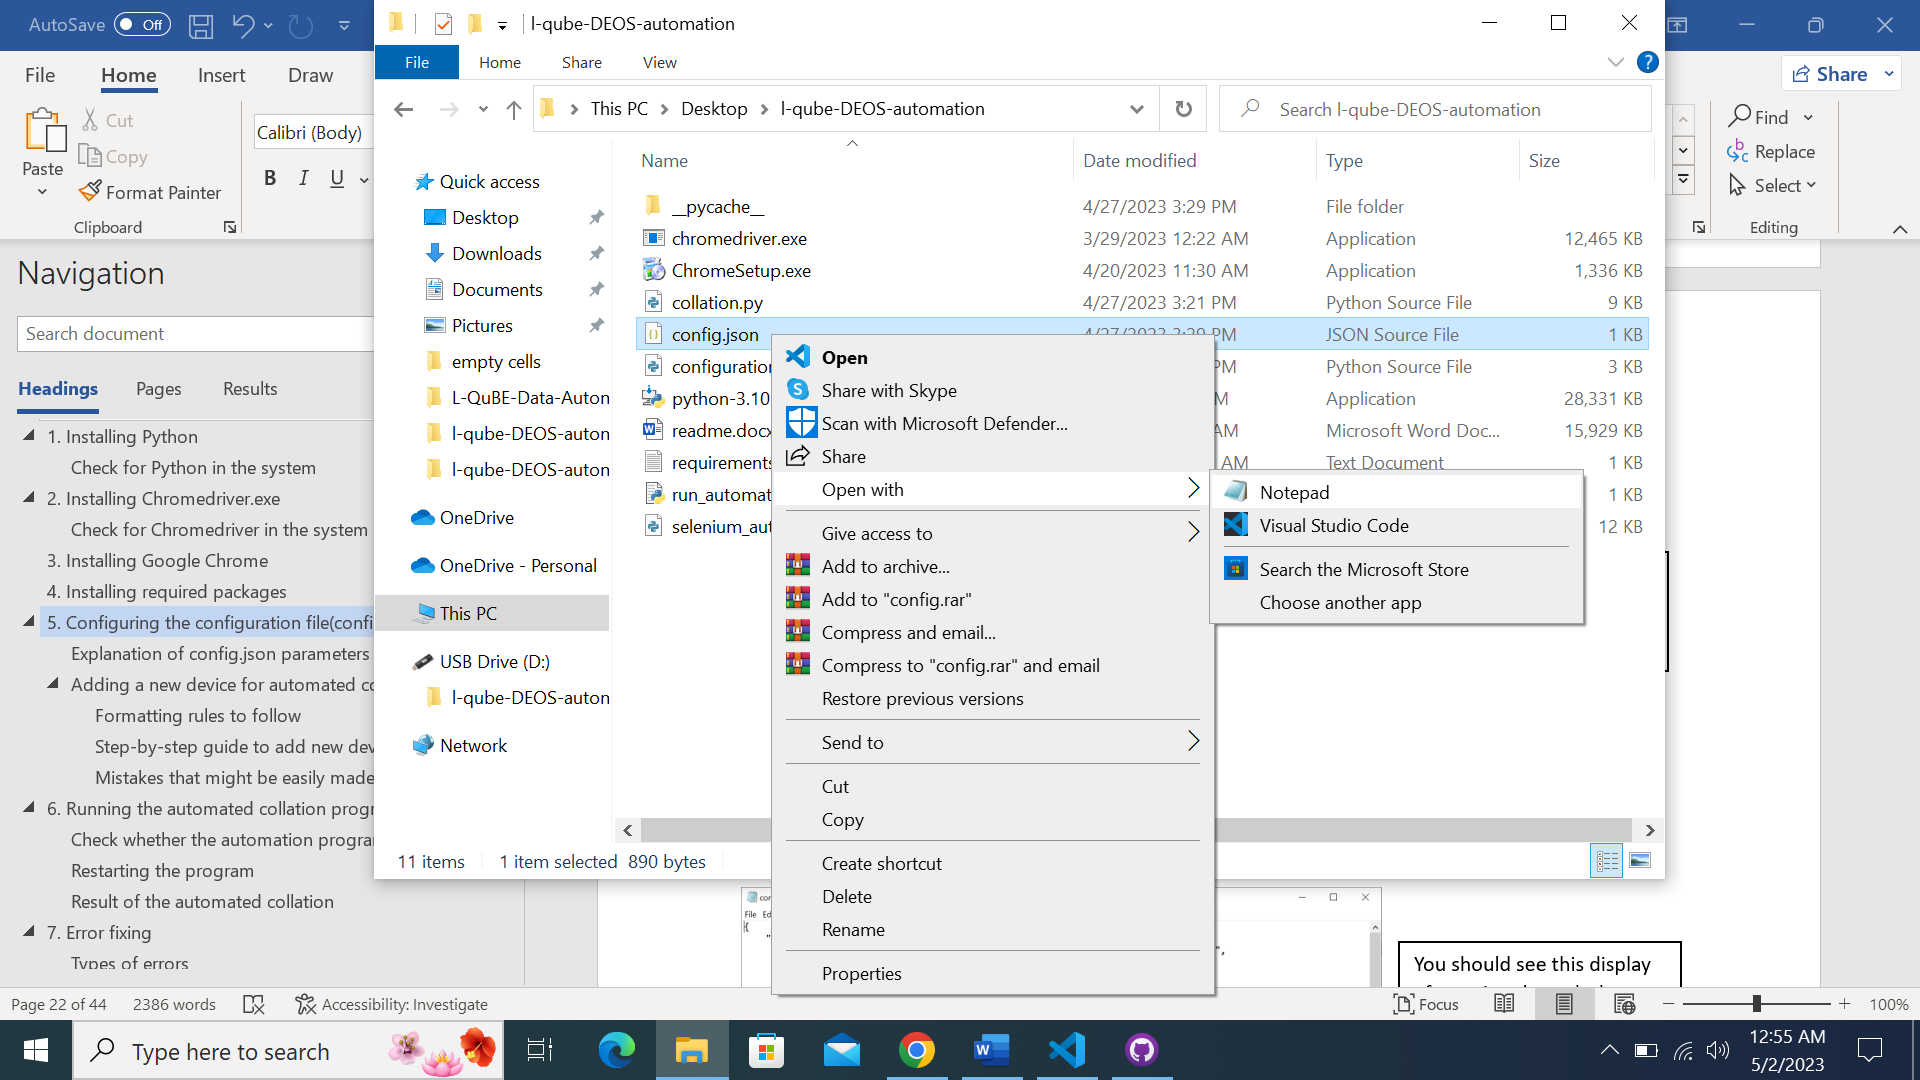 AutoSave Off
l-qube-DEOS-automation
File Home Insert Draw
File Home Share View
Share
This PC Desktop l-qube-DEOS-automation
Search l-qube-DEOS-automation
Paste
Cut
Copy
Format Painter
Clipboard
Calibri (Body)
B I U
Find
Replace
Select
Editing
Navigation
Search document
Headings Pages Results
1. Installing Python
Check for Python in the system
2. Installing Chromedriver.exe
Check for Chromedriver in the system
3. Installing Google Chrome
4. Installing required packages
5. Configuring the configuration file(confi
Explanation of config.json parameters
Adding a new device for automated co
Formatting rules to follow
Step-by-step guide to add new dev
Mistakes that might be easily made
6. Running the automated collation progr
Check whether the automation program
Restarting the program
Result of the automated collation
7. Error fixing
Types of errors
Quick access
Desktop
Downloads
Documents
Pictures
empty cells
L-QuBE-Data-Autom
l-qube-DEOS-autom
l-qube-DEOS-autom
OneDrive
OneDrive - Personal
This PC
USB Drive (D:)
l-qube-DEOS-autom
Network
Name Date modified Type Size
__pycache__ 4/27/2023 3:29 PM File folder
chromedriver.exe 3/29/2023 12:22 AM Application 12,465 KB
ChromeSetup.exe 4/20/2023 11:30 AM Application 1,336 KB
collation.py 4/27/2023 3:21 PM Python Source File 9 KB
config.json 4/27/2023 3:29 PM JSON Source File 1 KB
configuration PM Python Source File 3 KB
python-3.10 M Application 28,331 KB
readme.docx AM Microsoft Word Doc... 15,929 KB
requirements AM Text Document 1 KB
run_automat 1 KB
selenium_aut 12 KB
Open
Share with Skype
Scan with Microsoft Defender...
Share
Open with
Give access to
Add to archive...
Add to "config.rar"
Compress and email...
Compress to "config.rar" and email
Restore previous versions
Send to
Cut
Copy
Create shortcut
Delete
Rename
Properties
Notepad
Visual Studio Code
Search the Microsoft Store
Choose another app
11 items 1 item selected 890 bytes
File Ed
You should see this display
Page 22 of 44 2386 words Accessibility: Investigate Focus 100%
Type here to search
12:55 AM
5/2/2023